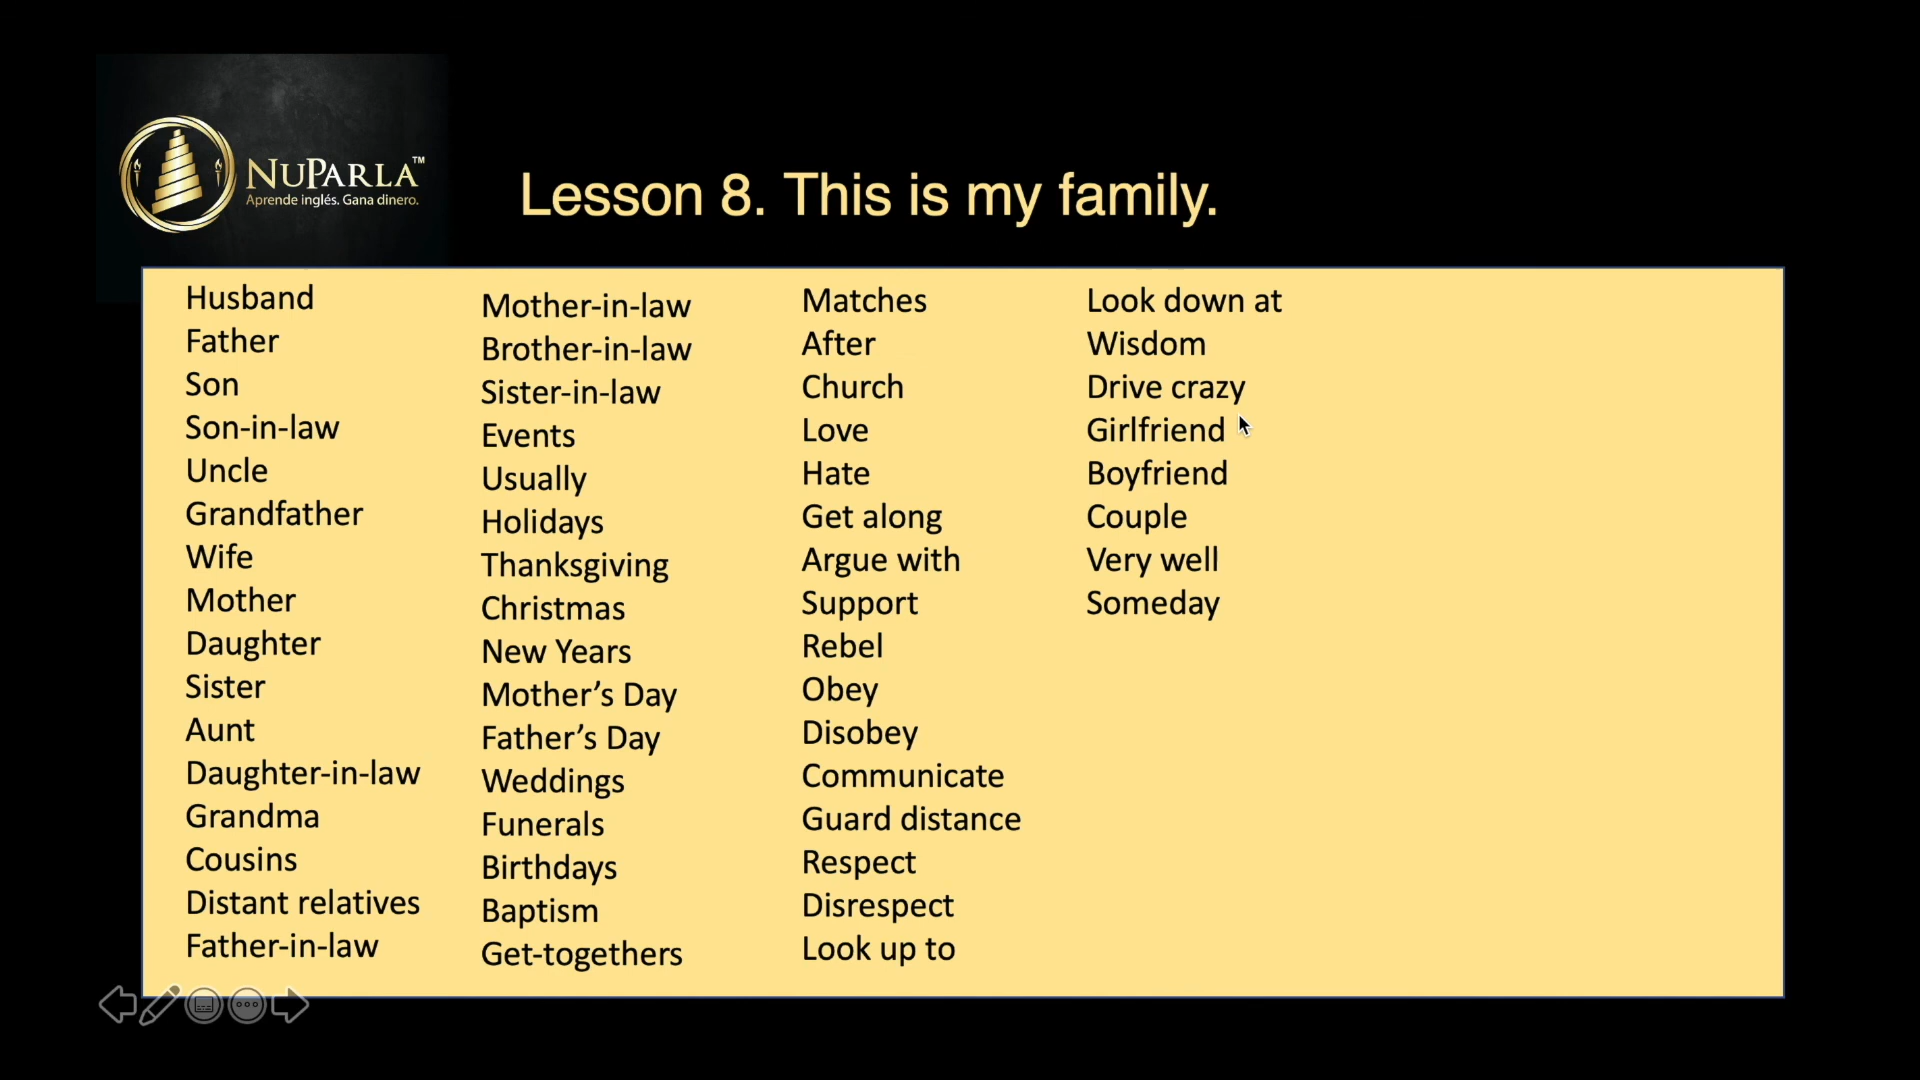 NUPARLA™
Aprende inglés. Gana dinero.
Lesson 8. This is my family.
Husband
Father
Son
Son-in-law
Uncle
Grandfather
Wife
Mother
Daughter
Sister
Aunt
Daughter-in-law
Grandma
Cousins
Distant relatives
Father-in-law
Mother-in-law
Brother-in-law
Sister-in-law
Events
Usually
Holidays
Thanksgiving
Christmas
New Years
Mother’s Day
Father’s Day
Weddings
Funerals
Birthdays
Baptism
Get-togethers
Matches
After
Church
Love
Hate
Get along
Argue with
Support
Rebel
Obey
Disobey
Communicate
Guard distance
Respect
Disrespect
Look up to
Look down at
Wisdom
Drive crazy
Girlfriend
Boyfriend
Couple
Very well
Someday